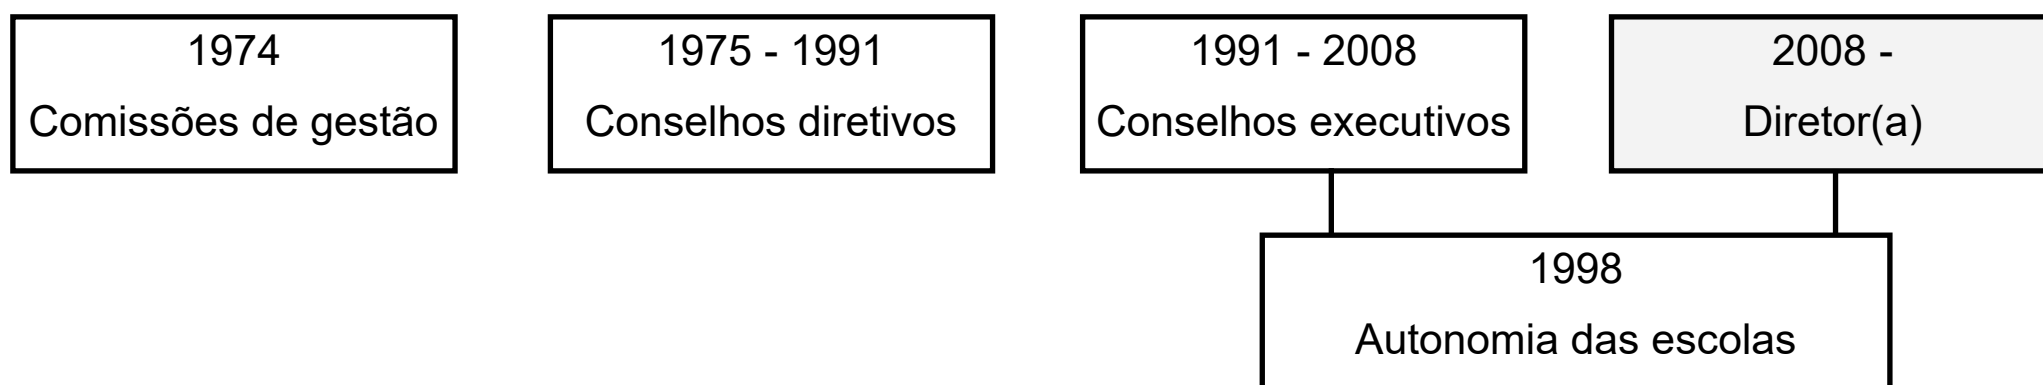 1974
Comissões de gestão
1975 - 1991
Conselhos diretivos
1991 - 2008
Conselhos executivos
2008 -
Diretor(a)
1998
Autonomia das escolas